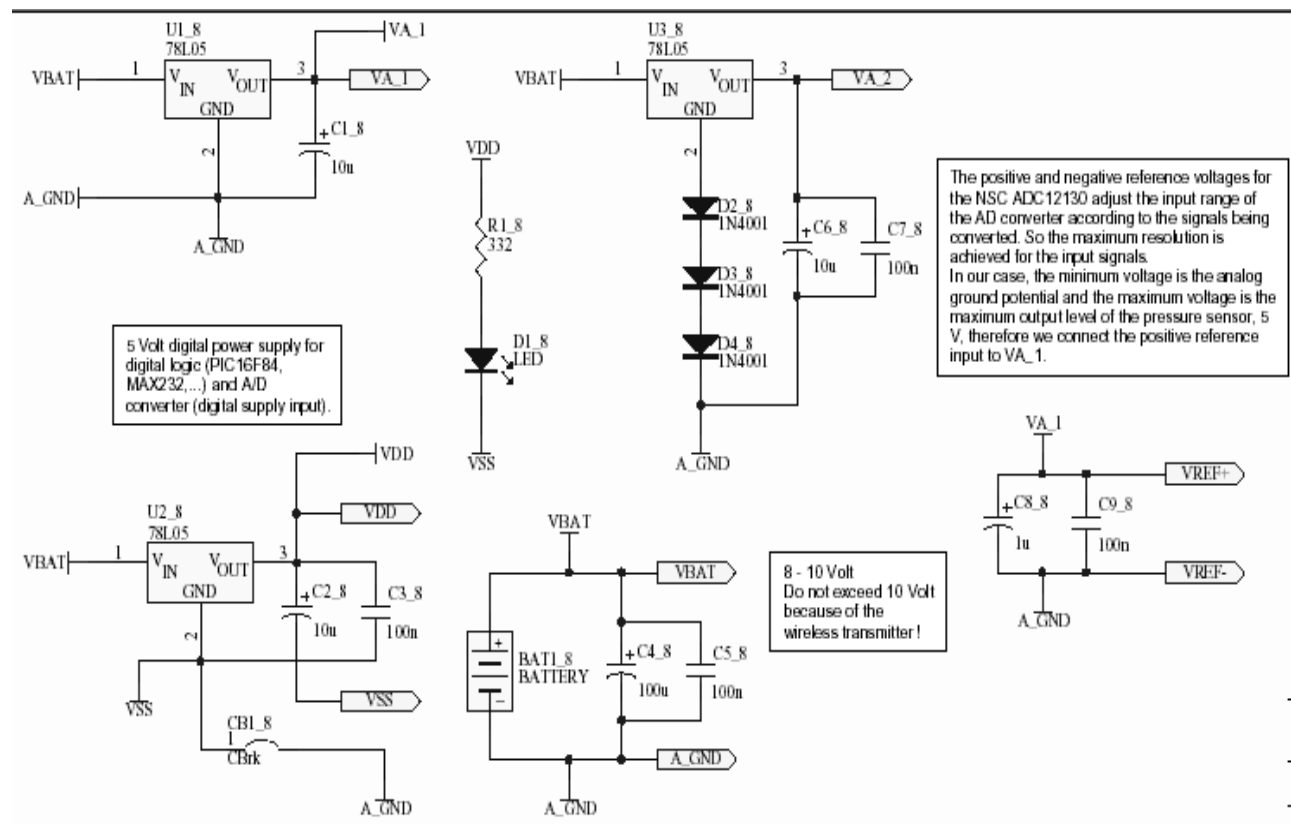 U1_8
78L05
VBAT
1
V IN
V OUT
GND
3
2
VA_1
VA_1
C1_8
+
10u
A_GND
A_GND
U3_8
78L05
VBAT
1
V IN
V OUT
GND
3
2
VA_2
D2_8
1N4001
D3_8
1N4001
D4_8
1N4001
C6_8
+
10u
C7_8
100n
A_GND
VDD
R1_8
332
D1_8
LED
VSS
The positive and negative reference voltages for
the NSC ADC12130 adjust the input range of
the AD converter according to the signals being
converted. So the maximum resolution is
achieved for the input signals.
In our case, the minimum voltage is the analog
ground potential and the maximum voltage is the
maximum output level of the pressure sensor, 5
V, therefore we connect the positive reference
input to VA_1.
5 Volt digital power supply for
digital logic (PIC16F84,
MAX232,...) and A/D
converter (digital supply input).
VDD
VDD
U2_8
78L05
VBAT
1
V IN
V OUT
GND
3
2
C2_8
+
10u
C3_8
100n
VSS
VSS
CB1_8
1
CBrk
A_GND
VBAT
VBAT
+
BAT1_8
BATTERY
–
C4_8
+
100u
C5_8
100n
A_GND
A_GND
8 - 10 Volt
Do not exceed 10 Volt
because of the
wireless transmitter !
VA_1
VREF+
C8_8
+
1u
C9_8
100n
VREF-
A_GND